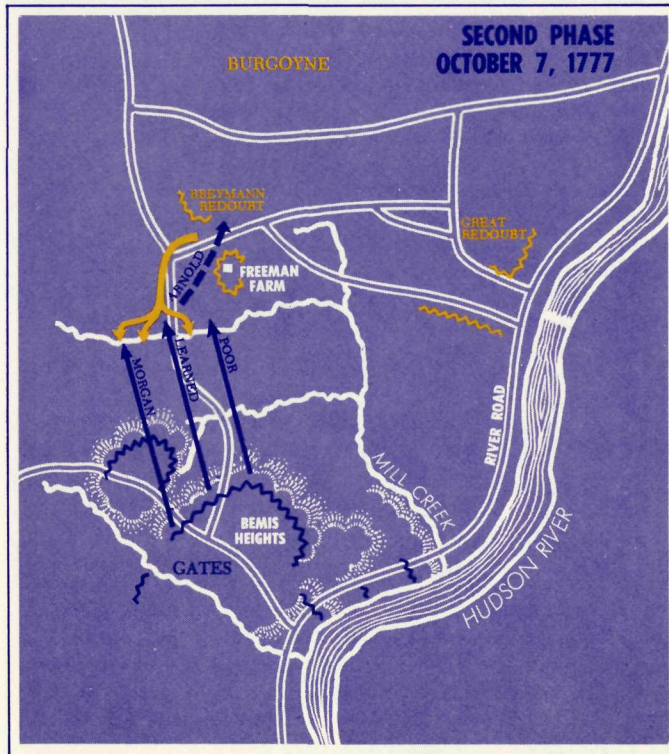 SECOND PHASE
OCTOBER 7, 1777
BURGOYNE
BREYMANN
REDOUBT
GREAT
REDOUBT
ARNOLD
FREEMAN
FARM
MORGAN
LEARNED
POOR
RIVER ROAD
MILL CREEK
BEMIS
HEIGHTS
GATES
HUDSON RIVER